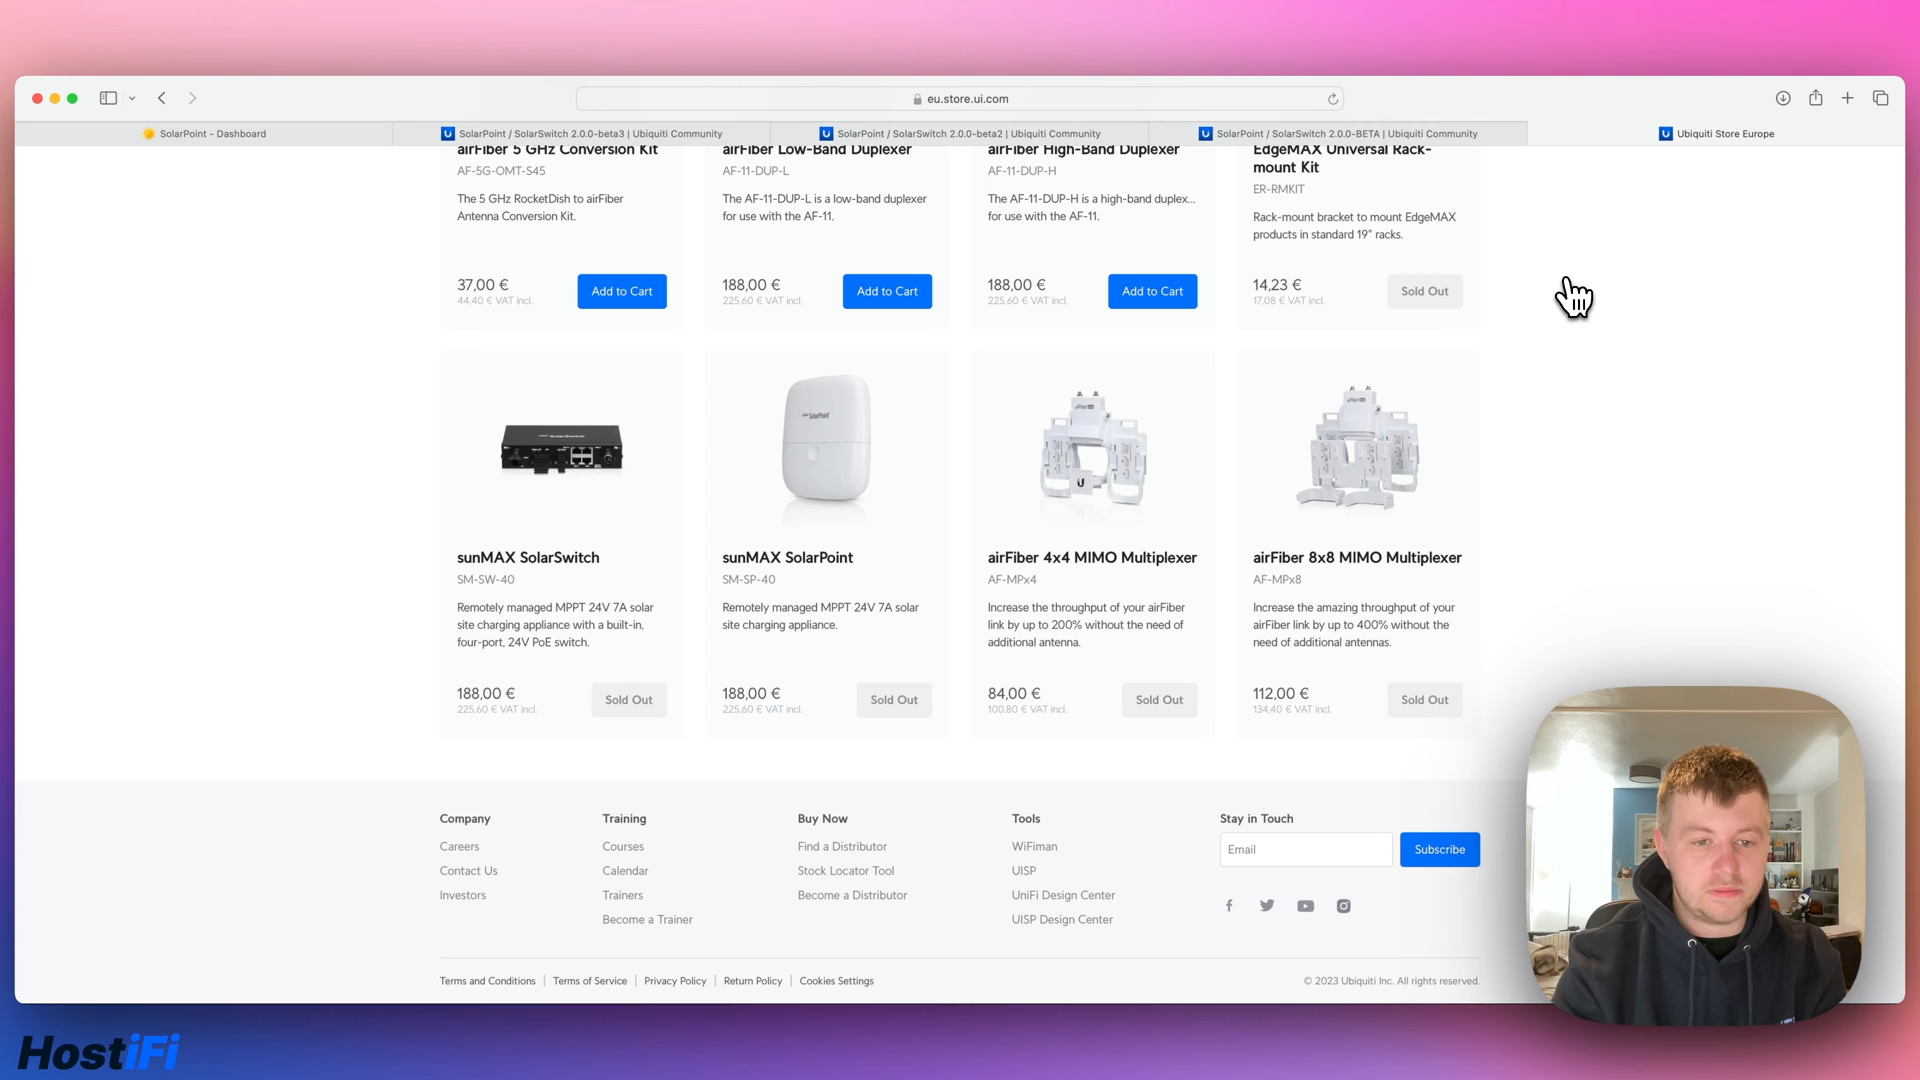 eu.store.ui.com
SolarPoint - Dashboard
SolarPoint / SolarSwitch 2.0.0-beta3 | Ubiquiti Community
SolarPoint / SolarSwitch 2.0.0-beta2 | Ubiquiti Community
SolarPoint / SolarSwitch 2.0.0-BETA | Ubiquiti Community
Ubiquiti Store Europe
airFiber 5 GHz Conversion Kit
AF-5G-OMT-S45
The 5 GHz RocketDish to airFiber
Antenna Conversion Kit.
37,00 €
44,40 € VAT incl.
Add to Cart
airFiber Low-Band Duplexer
AF-11-DUP-L
The AF-11-DUP-L is a low-band duplexer
for use with the AF-11.
188,00 €
225,60 € VAT incl.
Add to Cart
airFiber High-Band Duplexer
AF-11-DUP-H
The AF-11-DUP-H is a high-band duplex...
for use with the AF-11.
188,00 €
225,60 € VAT incl.
Add to Cart
EdgeMAX Universal Rack-
mount Kit
ER-RMKIT
Rack-mount bracket to mount EdgeMAX
products in standard 19" racks.
14,23 €
17,08 € VAT incl.
Sold Out
sunMAX SolarSwitch
SM-SW-40
Remotely managed MPPT 24V 7A solar
site charging appliance with a built-in,
four-port, 24V PoE switch.
188,00 €
225,60 € VAT incl.
Sold Out
SolarPoint
sunMAX SolarPoint
SM-SP-40
Remotely managed MPPT 24V 7A solar
site charging appliance.
188,00 €
225,60 € VAT incl.
Sold Out
airFiber 4x4 MIMO Multiplexer
AF-MPx4
Increase the throughput of your airFiber
link by up to 200% without the need of
additional antenna.
84,00 €
100,80 € VAT incl.
Sold Out
airFiber 8x8 MIMO Multiplexer
AF-MPx8
Increase the amazing throughput of your
airFiber link by up to 400% without the
need of additional antennas.
112,00 €
134,40 € VAT incl.
Sold Out
Company
Careers
Contact Us
Investors
Training
Courses
Calendar
Trainers
Become a Trainer
Buy Now
Find a Distributor
Stock Locator Tool
Become a Distributor
Tools
WiFiman
UISP
UniFi Design Center
UISP Design Center
Stay in Touch
Email
Subscribe
Terms and Conditions | Terms of Service | Privacy Policy | Return Policy | Cookies Settings
© 2023 Ubiquiti Inc. All rights reserved.
HostiFi